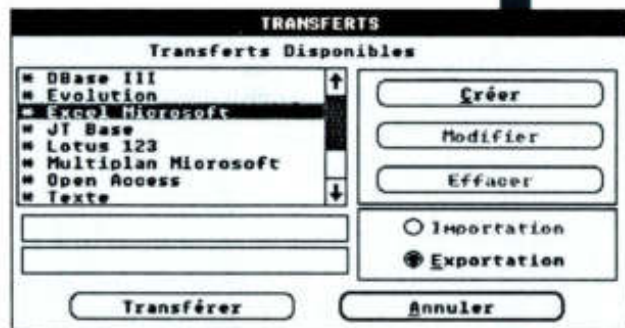 TRANSFERTS
Transferts Disponibles
* DBase III
* Evolution
* Excel Microsoft
* JT Base
* Lotus 123
* Multiplan Microsoft
* Open Access
* Texte
Créer
Modifier
Effacer
Importation
Exportation
Transférer
Annuler